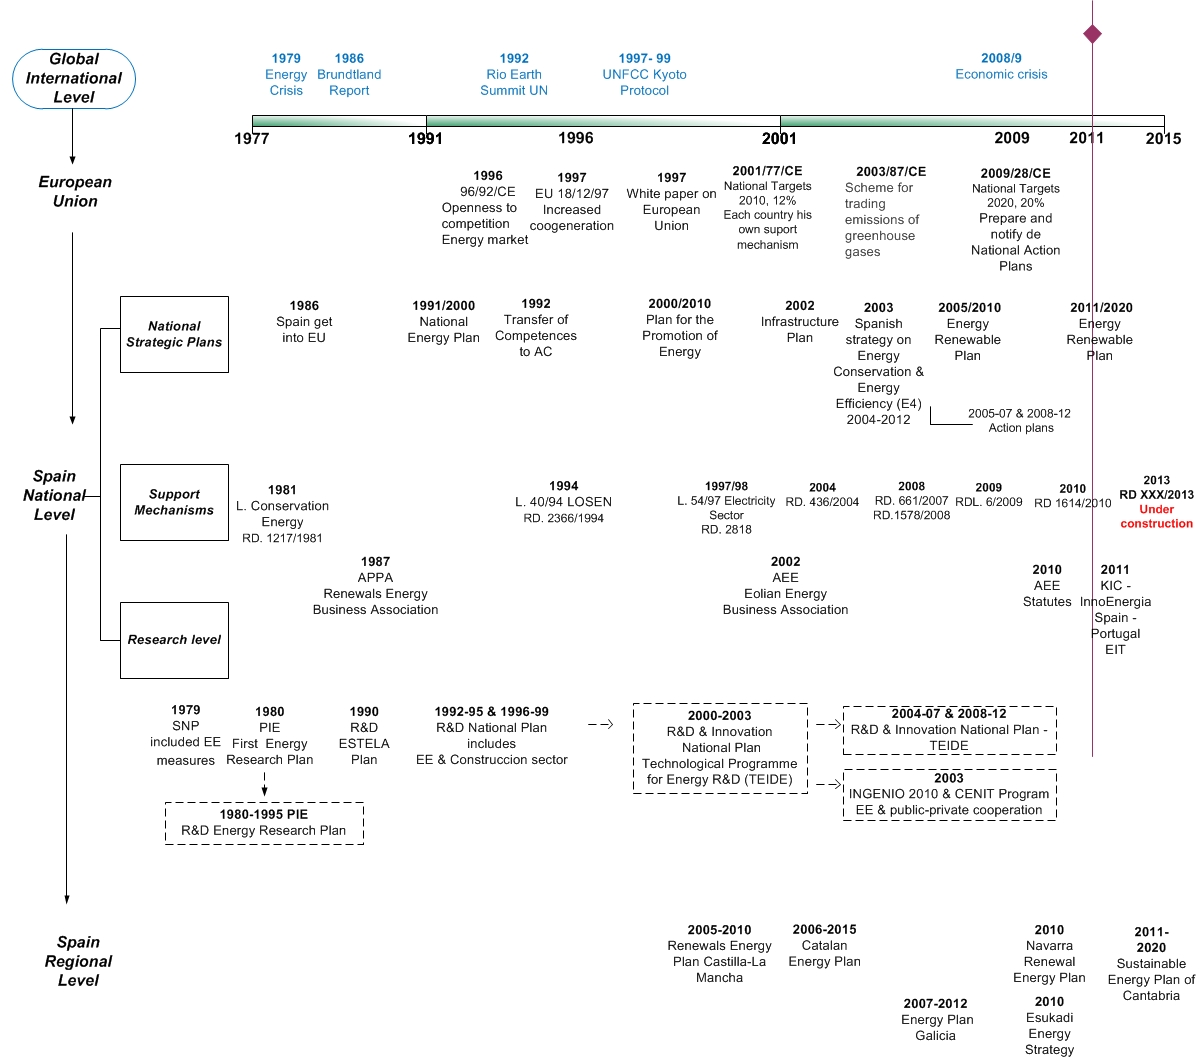 Global
International
Level
1979
Energy
Crisis
1986
Brundtland
Report
1992
Rio Earth
Summit UN
1997- 99
UNFCC Kyoto
Protocol
2008/9
Economic crisis
1977
1991
1996
2001
2009
2011
2015
European
Union
1996
96/92/CE
Openness to
competition
Energy market
1997
EU 18/12/97
Increased
coogeneration
1997
White paper on
European
Union
2001/77/CE
National Targets
2010, 12%
Each country his
own suport
mechanism
2003/87/CE
Scheme for
trading
emissions of
greenhouse
gases
2009/28/CE
National Targets
2020, 20%
Prepare and
notify de
National Action
Plans
National
Strategic Plans
1986
Spain get
into EU
1991/2000
National
Energy Plan
1992
Transfer of
Competences
to AC
2000/2010
Plan for the
Promotion of
Energy
2002
Infrastructure
Plan
2003
Spanish
strategy on
Energy
Conservation &
Energy
Efficiency (E4)
2004-2012
2005/2010
Energy
Renewable
Plan
2011/2020
Energy
Renewable
Plan
2005-07 & 2008-12
Action plans
Spain
National
Level
Support
Mechanisms
1981
L. Conservation
Energy
RD. 1217/1981
1994
L. 40/94 LOSEN
RD. 2366/1994
1997/98
L. 54/97 Electricity
Sector
RD. 2818
2004
RD. 436/2004
2008
RD. 661/2007
RD.1578/2008
2009
RDL. 6/2009
2010
RD 1614/2010
2013
RD XXX/2013
Under
construction
1987
APPA
Renewals Energy
Business Association
2002
AEE
Eolian Energy
Business Association
2010
AEE
Statutes
2011
KIC -
InnoEnergia
Spain -
Portugal
EIT
Research level
1979
SNP
included EE
measures
1980
PIE
First Energy
Research Plan
1990
R&D
ESTELA
Plan
1992-95 & 1996-99
R&D National Plan
includes
EE & Construccion sector
2000-2003
R&D & Innovation
National Plan
Technological Programme
for Energy R&D (TEIDE)
2004-07 & 2008-12
R&D & Innovation National Plan -
TEIDE
2003
INGENIO 2010 & CENIT Program
EE & public-private cooperation
1980-1995 PIE
R&D Energy Research Plan
Spain
Regional
Level
2005-2010
Renewals Energy
Plan Castilla-La
Mancha
2006-2015
Catalan
Energy Plan
2010
Navarra
Renewal
Energy Plan
2011-
2020
Sustainable
Energy Plan of
Cantabria
2007-2012
Energy Plan
Galicia
2010
Esukadi
Energy
Strategy